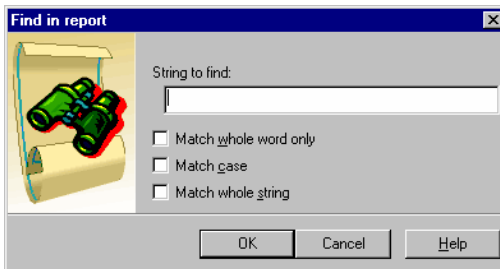 Find in report
String to find:
Match whole word only
Match case
Match whole string
OK Cancel Help